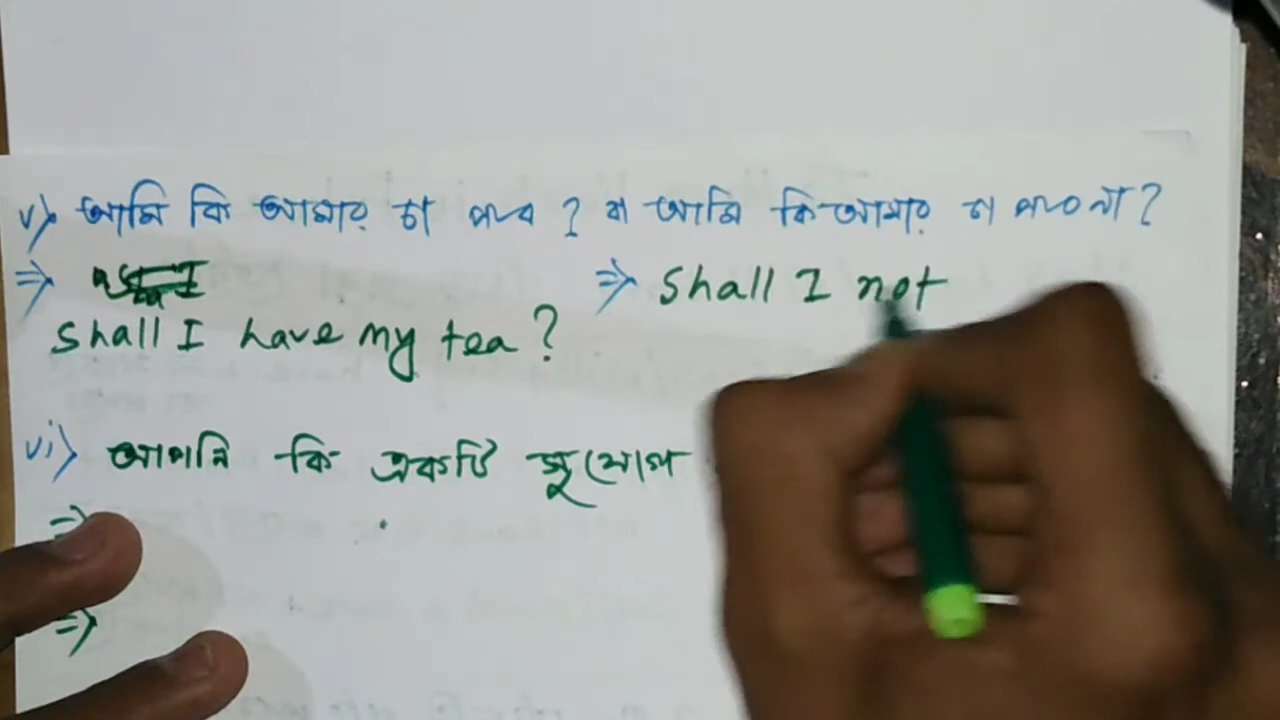 v) আমি কি আমার চা পাব ? বা আমি কি আমার চা পাব না ?
⇒ ⇒ Shall I not
Shall I have my tea ?
vi) আপনি কি একটি সুযোগ
⇒
⇒